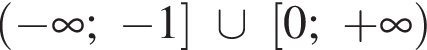 (−∞; −1] ∪ [0; +∞)